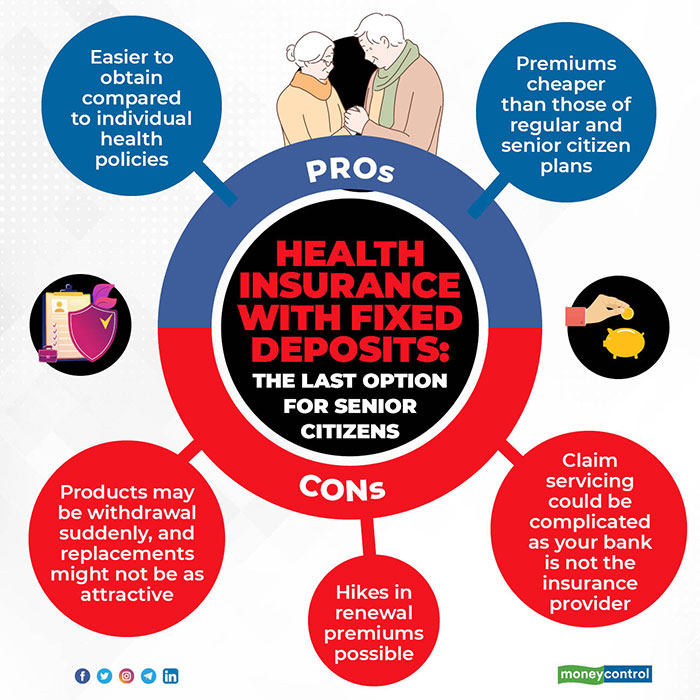 Easier to
obtain
compared
to individual
health
policies
Premiums
cheaper
than those of
regular and
senior citizen
plans
PROs
HEALTH
INSURANCE
WITH FIXED
DEPOSITS:
THE LAST OPTION
FOR SENIOR
CITIZENS
CONs
Products may
be withdrawal
suddenly, and
replacements
might not be as
attractive
Hikes in
renewal
premiums
possible
Claim
servicing
could be
complicated
as your bank
is not the
insurance
provider
moneycontrol